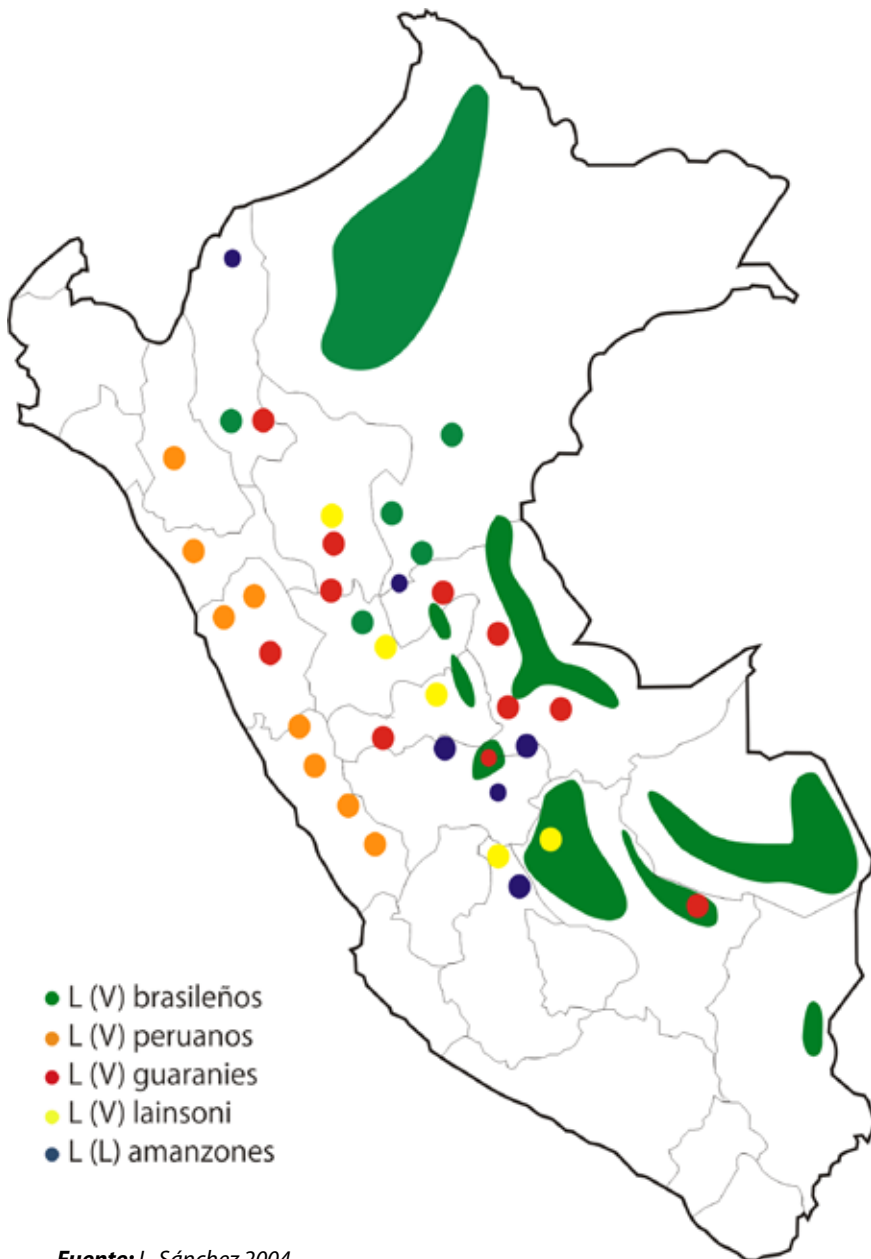 L (V) brasileños
L (V) peruanos
L (V) guaranies
L (V) lainsoni
L (L) amanzones
Fuente: L. Sánchez 2004